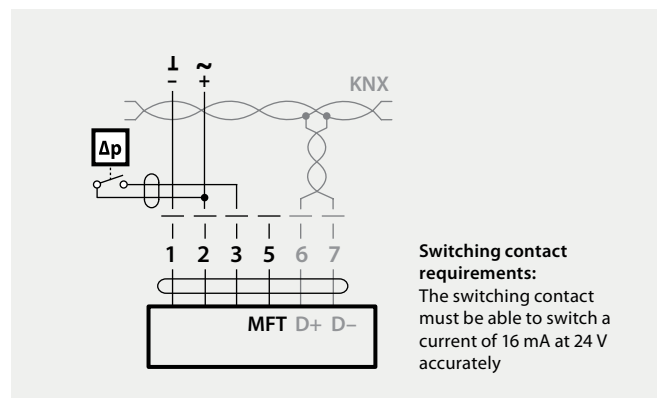 ⊥ ~
– +
KNX
Δp
1 2 3 5 6 7
MFT D+ D–
Switching contact
requirements:
The switching contact
must be able to switch a
current of 16 mA at 24 V
accurately